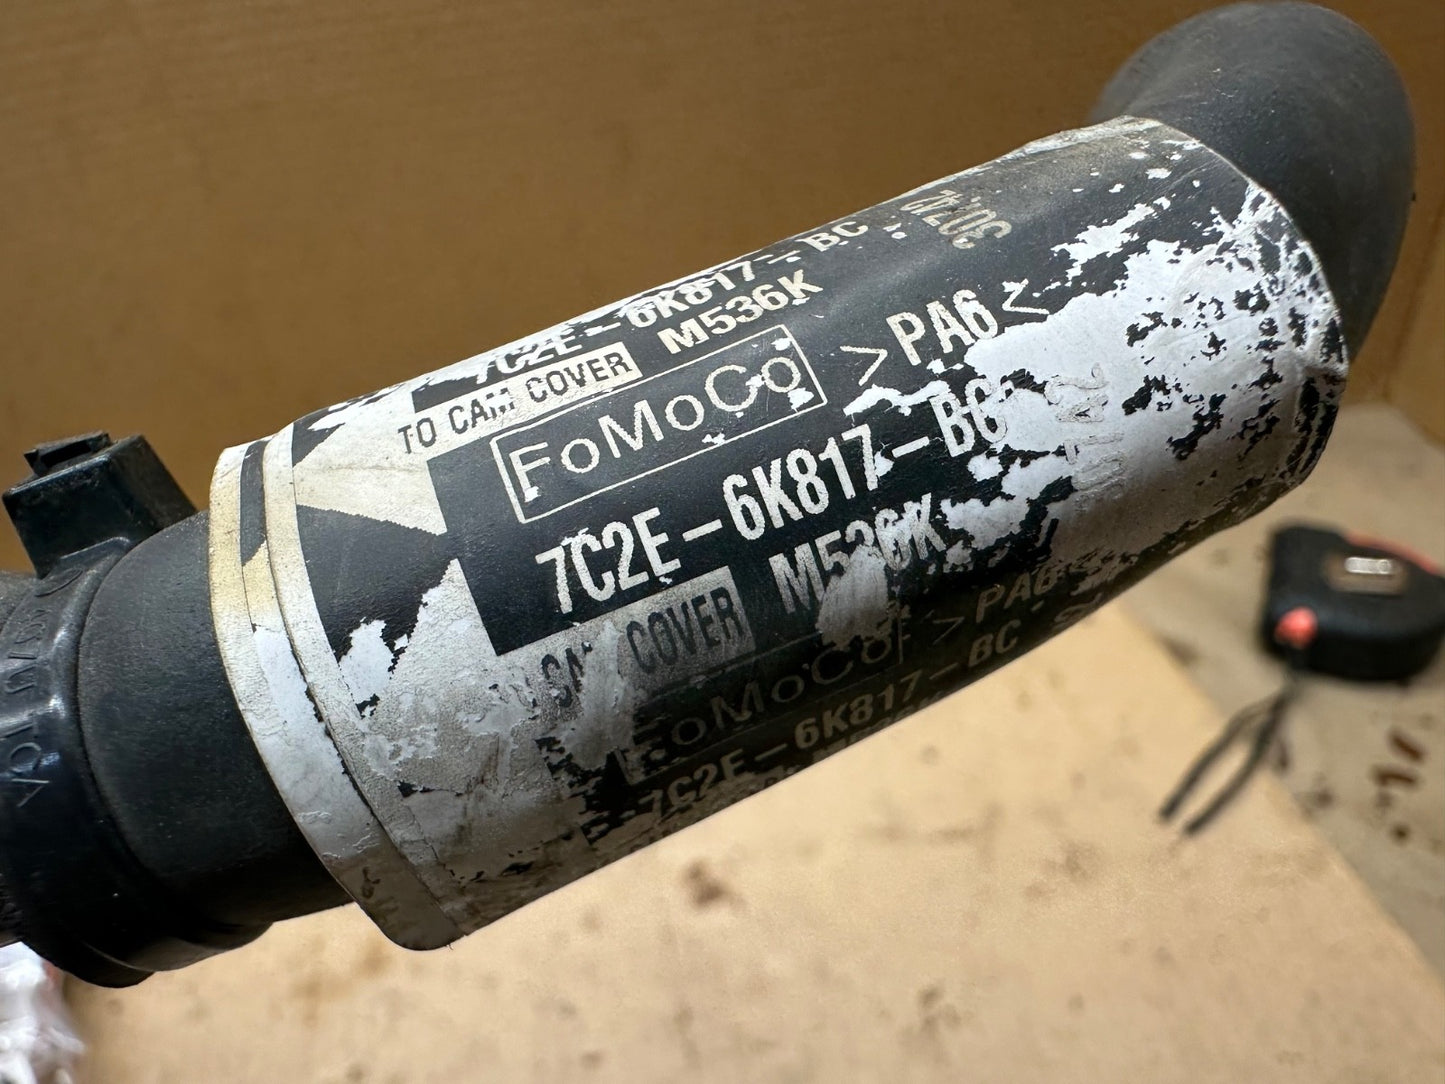 7C2E-6K817-BC
M536K
TO CAM COVER
FoMoCo
>PA6<
7C2E-6K817-BC
M536K
COVER
FoMoCo
>PA6
7C2E-6K817-BC